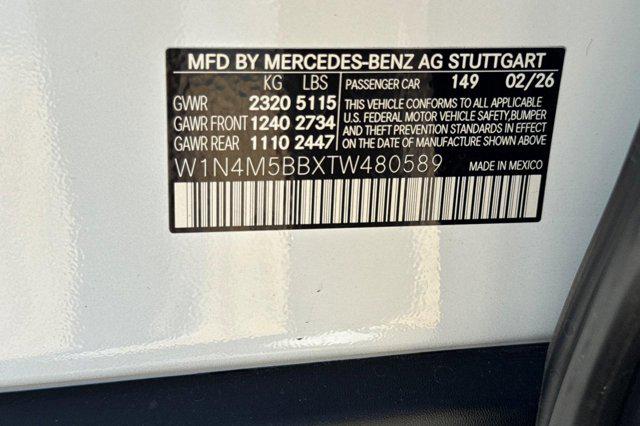 MFD BY MERCEDES-BENZ AG STUTTGART
KG LBS PASSENGER CAR 149 02/26
GWR 2320 5115
GAWR FRONT 1240 2734
GAWR REAR 1110 2447
THIS VEHICLE CONFORMS TO ALL APPLICABLE
U.S. FEDERAL MOTOR VEHICLE SAFETY, BUMPER
AND THEFT PREVENTION STANDARDS IN EFFECT
ON THE DATE OF MANUFACTURE SHOWN ABOVE
W1N4M5BBXTW480589 MADE IN MEXICO